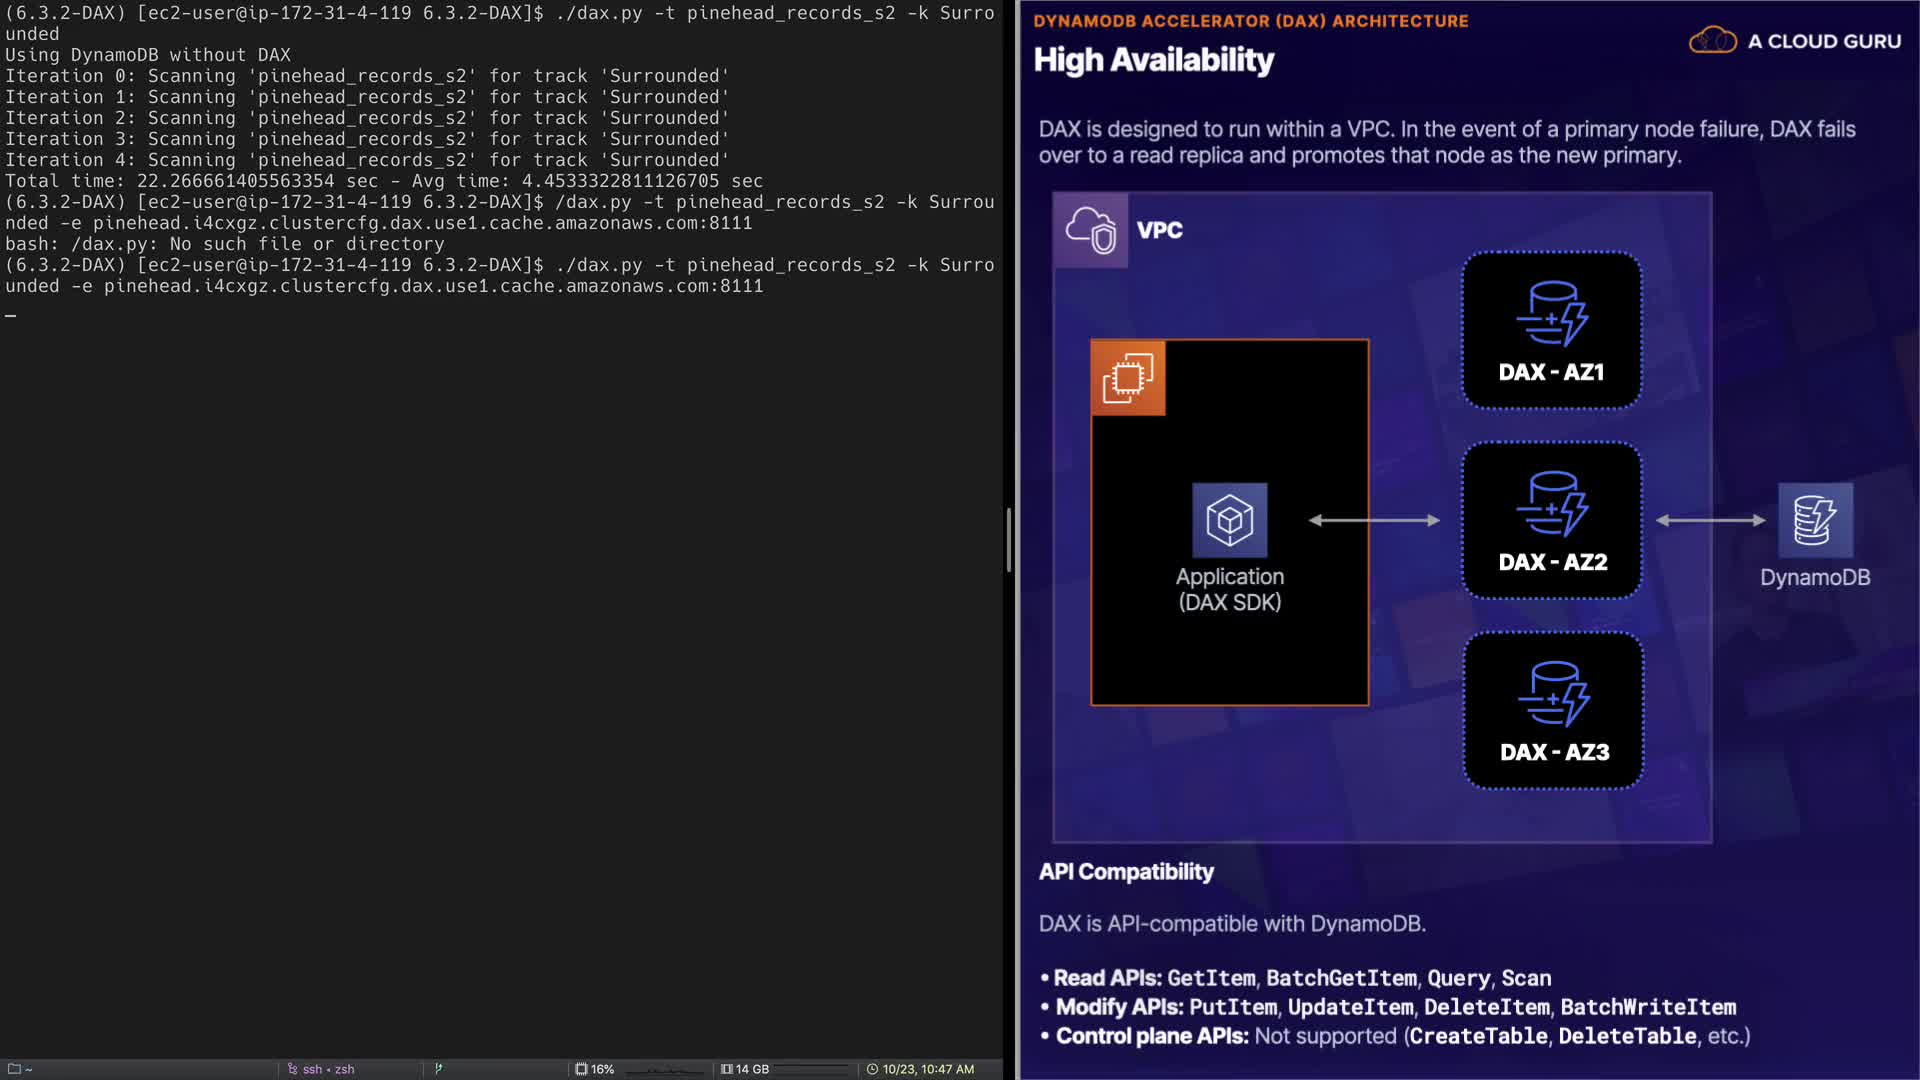 (6.3.2-DAX) [ec2-user@ip-172-31-4-119 6.3.2-DAX]$ ./dax.py -t pinehead_records_s2 -k Surro
unded
Using DynamoDB without DAX
Iteration 0: Scanning 'pinehead_records_s2' for track 'Surrounded'
Iteration 1: Scanning 'pinehead_records_s2' for track 'Surrounded'
Iteration 2: Scanning 'pinehead_records_s2' for track 'Surrounded'
Iteration 3: Scanning 'pinehead_records_s2' for track 'Surrounded'
Iteration 4: Scanning 'pinehead_records_s2' for track 'Surrounded'
Total time: 22.266661405563354 sec - Avg time: 4.4533322811126705 sec
(6.3.2-DAX) [ec2-user@ip-172-31-4-119 6.3.2-DAX]$ /dax.py -t pinehead_records_s2 -k Surrou
nded -e pinehead.i4cxgz.clustercfg.dax.use1.cache.amazonaws.com:8111
bash: /dax.py: No such file or directory
(6.3.2-DAX) [ec2-user@ip-172-31-4-119 6.3.2-DAX]$ ./dax.py -t pinehead_records_s2 -k Surro
unded -e pinehead.i4cxgz.clustercfg.dax.use1.cache.amazonaws.com:8111
~
ssh • zsh
16%
14 GB
10/23, 10:47 AM
DYNAMODB ACCELERATOR (DAX) ARCHITECTURE
High Availability
A CLOUD GURU
DAX is designed to run within a VPC. In the event of a primary node failure, DAX fails
over to a read replica and promotes that node as the new primary.
VPC
DAX - AZ1
Application
(DAX SDK)
DAX - AZ2
DynamoDB
DAX - AZ3
API Compatibility
DAX is API-compatible with DynamoDB.
• Read APIs: GetItem, BatchGetItem, Query, Scan
• Modify APIs: PutItem, UpdateItem, DeleteItem, BatchWriteItem
• Control plane APIs: Not supported (CreateTable, DeleteTable, etc.)